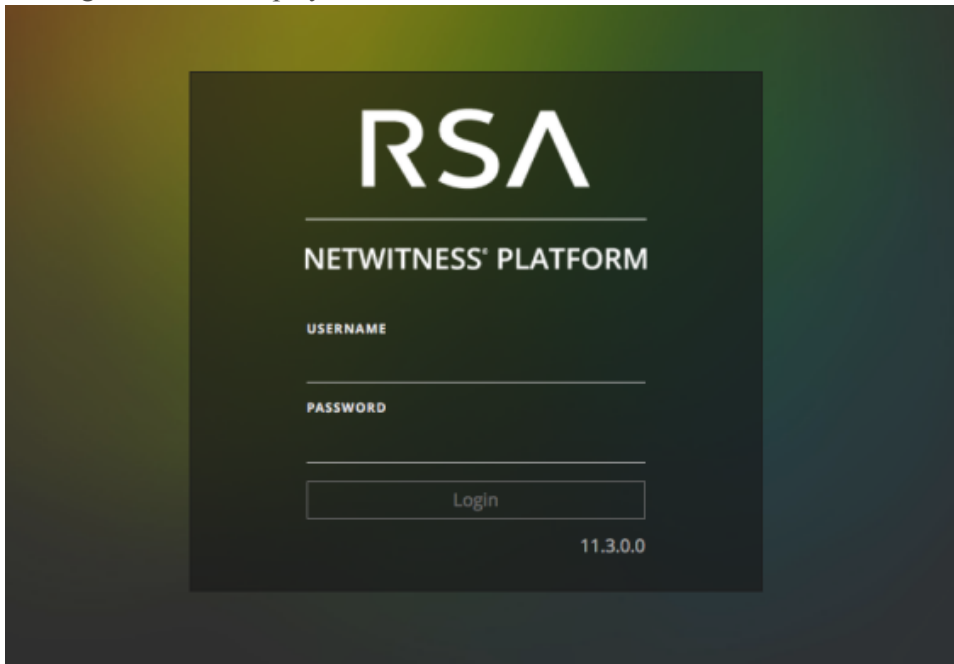 RSA
NETWITNESS® PLATFORM
USERNAME
PASSWORD
Login
11.3.0.0